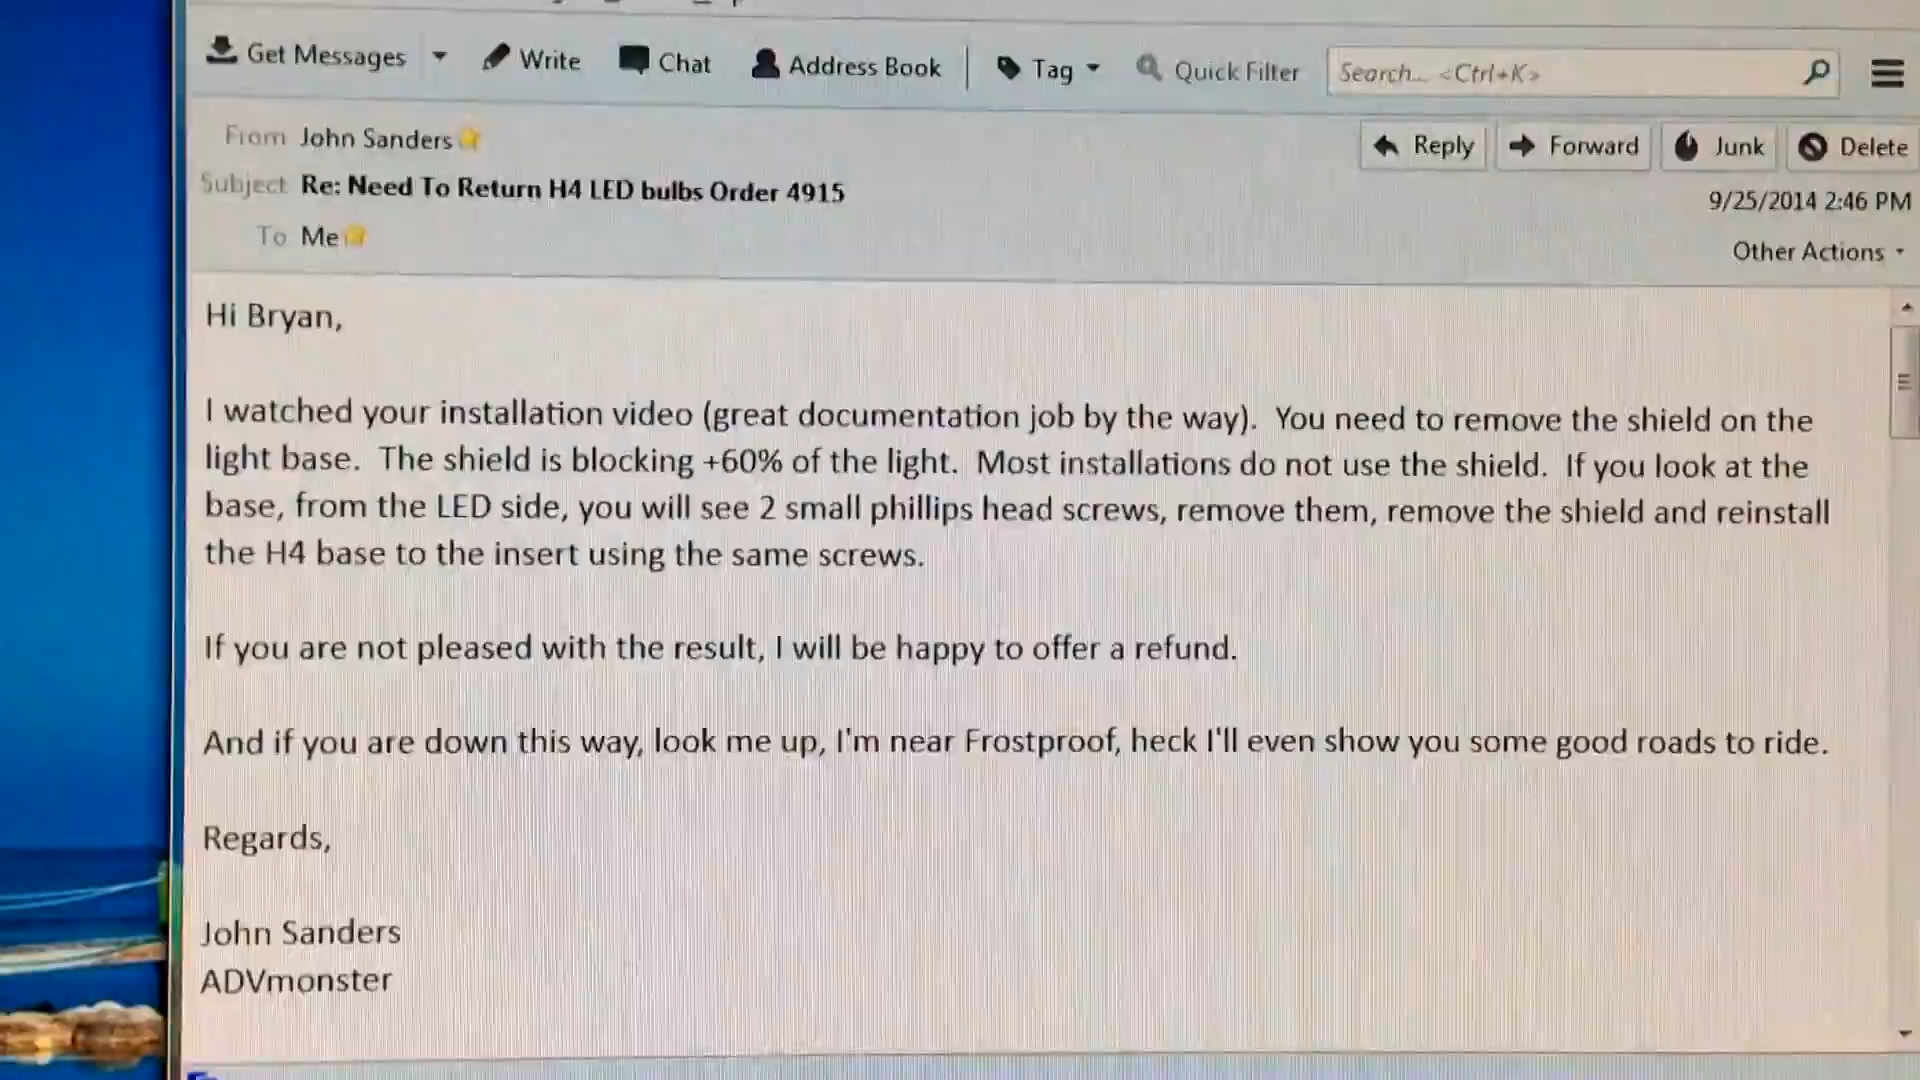 Get Messages Write Chat Address Book Tag Quick Filter Search... <Ctrl+K>
From John Sanders Reply Forward Junk Delete
Subject Re: Need To Return H4 LED bulbs Order 4915 9/25/2014 2:46 PM
To Me Other Actions
Hi Bryan,
I watched your installation video (great documentation job by the way). You need to remove the shield on the
light base. The shield is blocking +60% of the light. Most installations do not use the shield. If you look at the
base, from the LED side, you will see 2 small phillips head screws, remove them, remove the shield and reinstall
the H4 base to the insert using the same screws.
If you are not pleased with the result, I will be happy to offer a refund.
And if you are down this way, look me up, I'm near Frostproof, heck I'll even show you some good roads to ride.
Regards,
John Sanders
ADVmonster